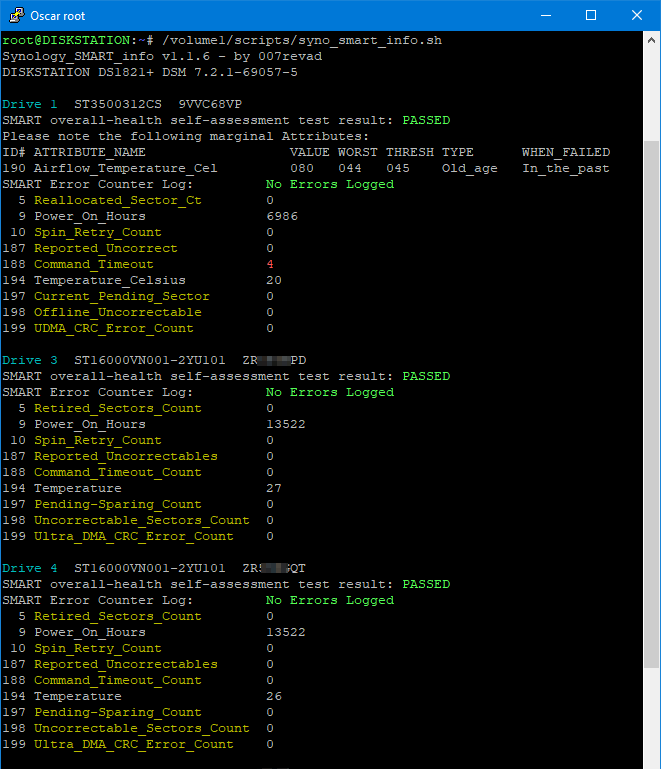 Oscar root
root@DISKSTATION:~# /volume1/scripts/syno_smart_info.sh
Synology_SMART_info v1.1.6 - by 007revad
DISKSTATION DS1821+ DSM 7.2.1-69057-5
Drive 1  ST3500312CS  9VVC68VP
SMART overall-health self-assessment test result: PASSED
Please note the following marginal Attributes:
ID# ATTRIBUTE_NAME                  VALUE WORST THRESH TYPE      WHEN_FAILED
190 Airflow_Temperature_Cel         080   044   045    Old_age   In_the_past
SMART Error Counter Log:         No Errors Logged
  5 Reallocated_Sector_Ct        0
  9 Power_On_Hours               6986
 10 Spin_Retry_Count             0
187 Reported_Uncorrect           0
188 Command_Timeout              4
194 Temperature_Celsius          20
197 Current_Pending_Sector       0
198 Offline_Uncorrectable        0
199 UDMA_CRC_Error_Count         0
Drive 3  ST16000VN001-2YU101  ZR PD
SMART overall-health self-assessment test result: PASSED
SMART Error Counter Log:         No Errors Logged
  5 Retired_Sectors_Count        0
  9 Power_On_Hours               13522
 10 Spin_Retry_Count             0
187 Reported_Uncorrectables      0
188 Command_Timeout_Count        0
194 Temperature                  27
197 Pending-Sparing_Count        0
198 Uncorrectable_Sectors_Count  0
199 Ultra_DMA_CRC_Error_Count    0
Drive 4  ST16000VN001-2YU101  ZR QT
SMART overall-health self-assessment test result: PASSED
SMART Error Counter Log:         No Errors Logged
  5 Retired_Sectors_Count        0
  9 Power_On_Hours               13522
 10 Spin_Retry_Count             0
187 Reported_Uncorrectables      0
188 Command_Timeout_Count        0
194 Temperature                  26
197 Pending-Sparing_Count        0
198 Uncorrectable_Sectors_Count  0
199 Ultra_DMA_CRC_Error_Count    0